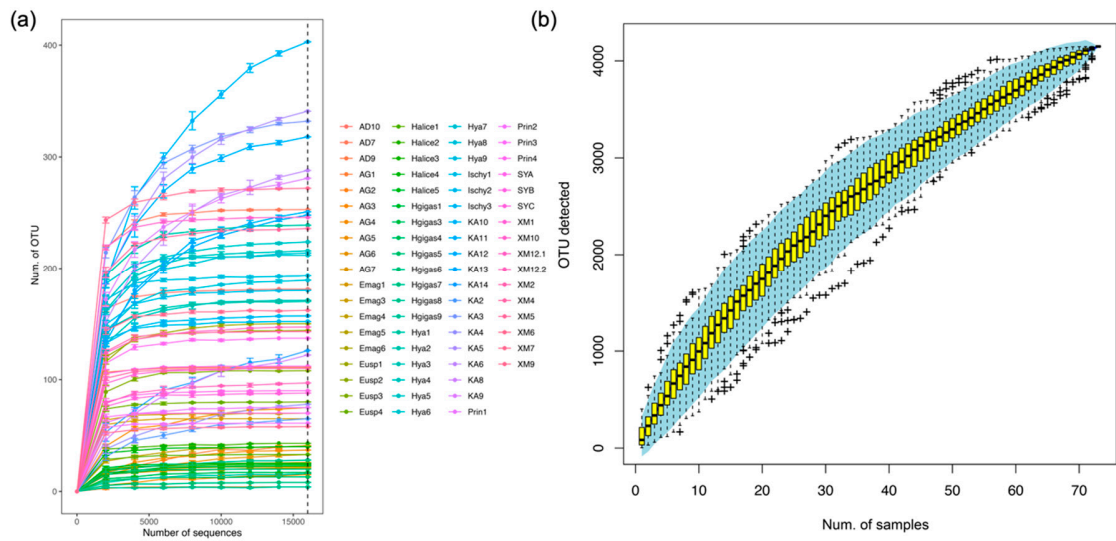 (a)
Num. of OTU
400
300
200
100
0
0
5000
10000
15000
Number of sequences
AD10 Halice1 Hya7 Prin2
AD7 Halice2 Hya8 Prin3
AD9 Halice3 Hya9 Prin4
AG1 Halice4 Ischy1 SYA
AG2 Halice5 Ischy2 SYB
AG3 Hgigas1 Ischy3 SYC
AG4 Hgigas3 KA10 XM1
AG5 Hgigas4 KA11 XM10
AG6 Hgigas5 KA12 XM12.1
AG7 Hgigas6 KA13 XM12.2
Emag1 Hgigas7 KA14 XM2
Emag3 Hgigas8 KA2 XM4
Emag4 Hgigas9 KA3 XM5
Emag5 Hya1 KA4 XM6
Emag6 Hya2 KA5 XM7
Eusp1 Hya3 KA6 XM9
Eusp2 Hya4 KA8
Eusp3 Hya5 KA9
Eusp4 Hya6 Prin1
(b)
OTU detected
4000
3000
2000
1000
0
0 10 20 30 40 50 60 70
Num. of samples